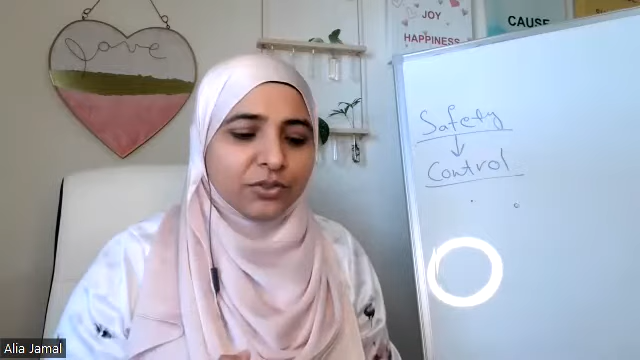 love
JOY
HAPPINESS
CAUSE
Safety
Control
Alia Jamal